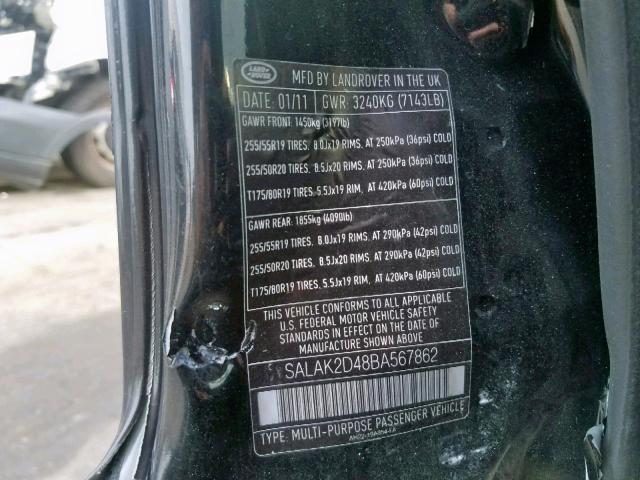 LAND ROVER
MFD BY LANDROVER IN THE UK
DATE: 01/11 GWR: 3240KG (7143LB)
GAWR FRONT: 1450kg (3197lb)
255/55R19 TIRES. 8.0Jx19 RIMS. AT 250kPa (36psi) COLD
255/50R20 TIRES. 8.5Jx20 RIMS. AT 250kPa (36psi) COLD
T175/80R19 TIRES. 5.5Jx19 RIM, AT 420kPa (60psi) COLD
GAWR REAR: 1855kg (4090lb)
255/55R19 TIRES. 8.0Jx19 RIMS. AT 290kPa (42psi) COLD
255/50R20 TIRES. 8.5Jx20 RIMS. AT 290kPa (42psi) COLD
T175/80R19 TIRES. 5.5Jx19 RIM, AT 420kPa (60psi) COLD
THIS VEHICLE CONFORMS TO ALL APPLICABLE
U.S. FEDERAL MOTOR VEHICLE SAFETY
STANDARDS IN EFFECT ON THE DATE OF
MANUFACTURE SHOWN ABOVE
SALAK2D48BA567862
TYPE: MULTI-PURPOSE PASSENGER VEHICLE